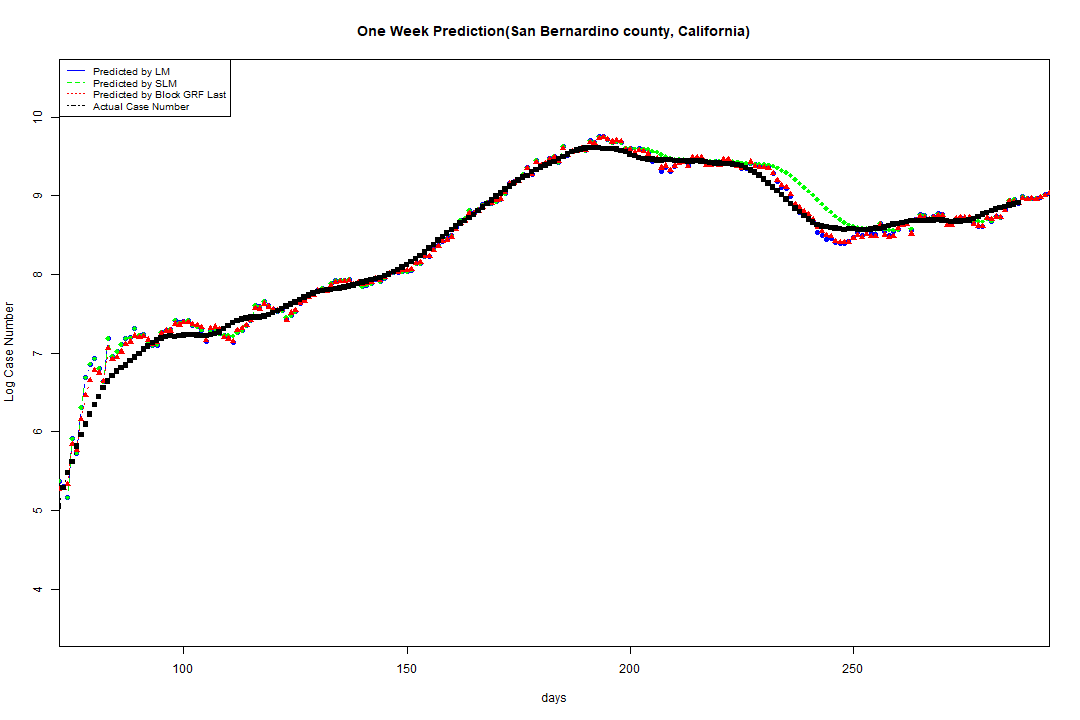 One Week Prediction(San Bernardino county, California)
Predicted by LM
Predicted by SLM
Predicted by Block GRF Last
Actual Case Number
10
9
8
7
6
5
4
Log Case Number
100 150 200 250
days